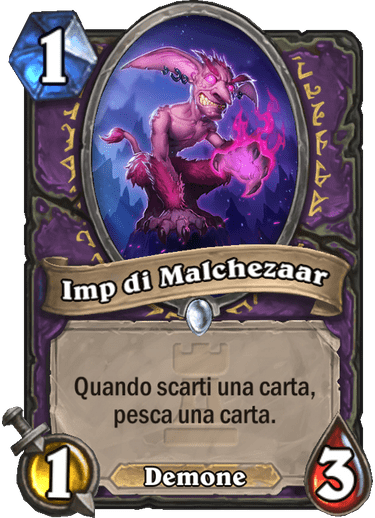 1
Imp di Malchezaar
Quando scarti una carta,
pesca una carta.
1
Demone
3